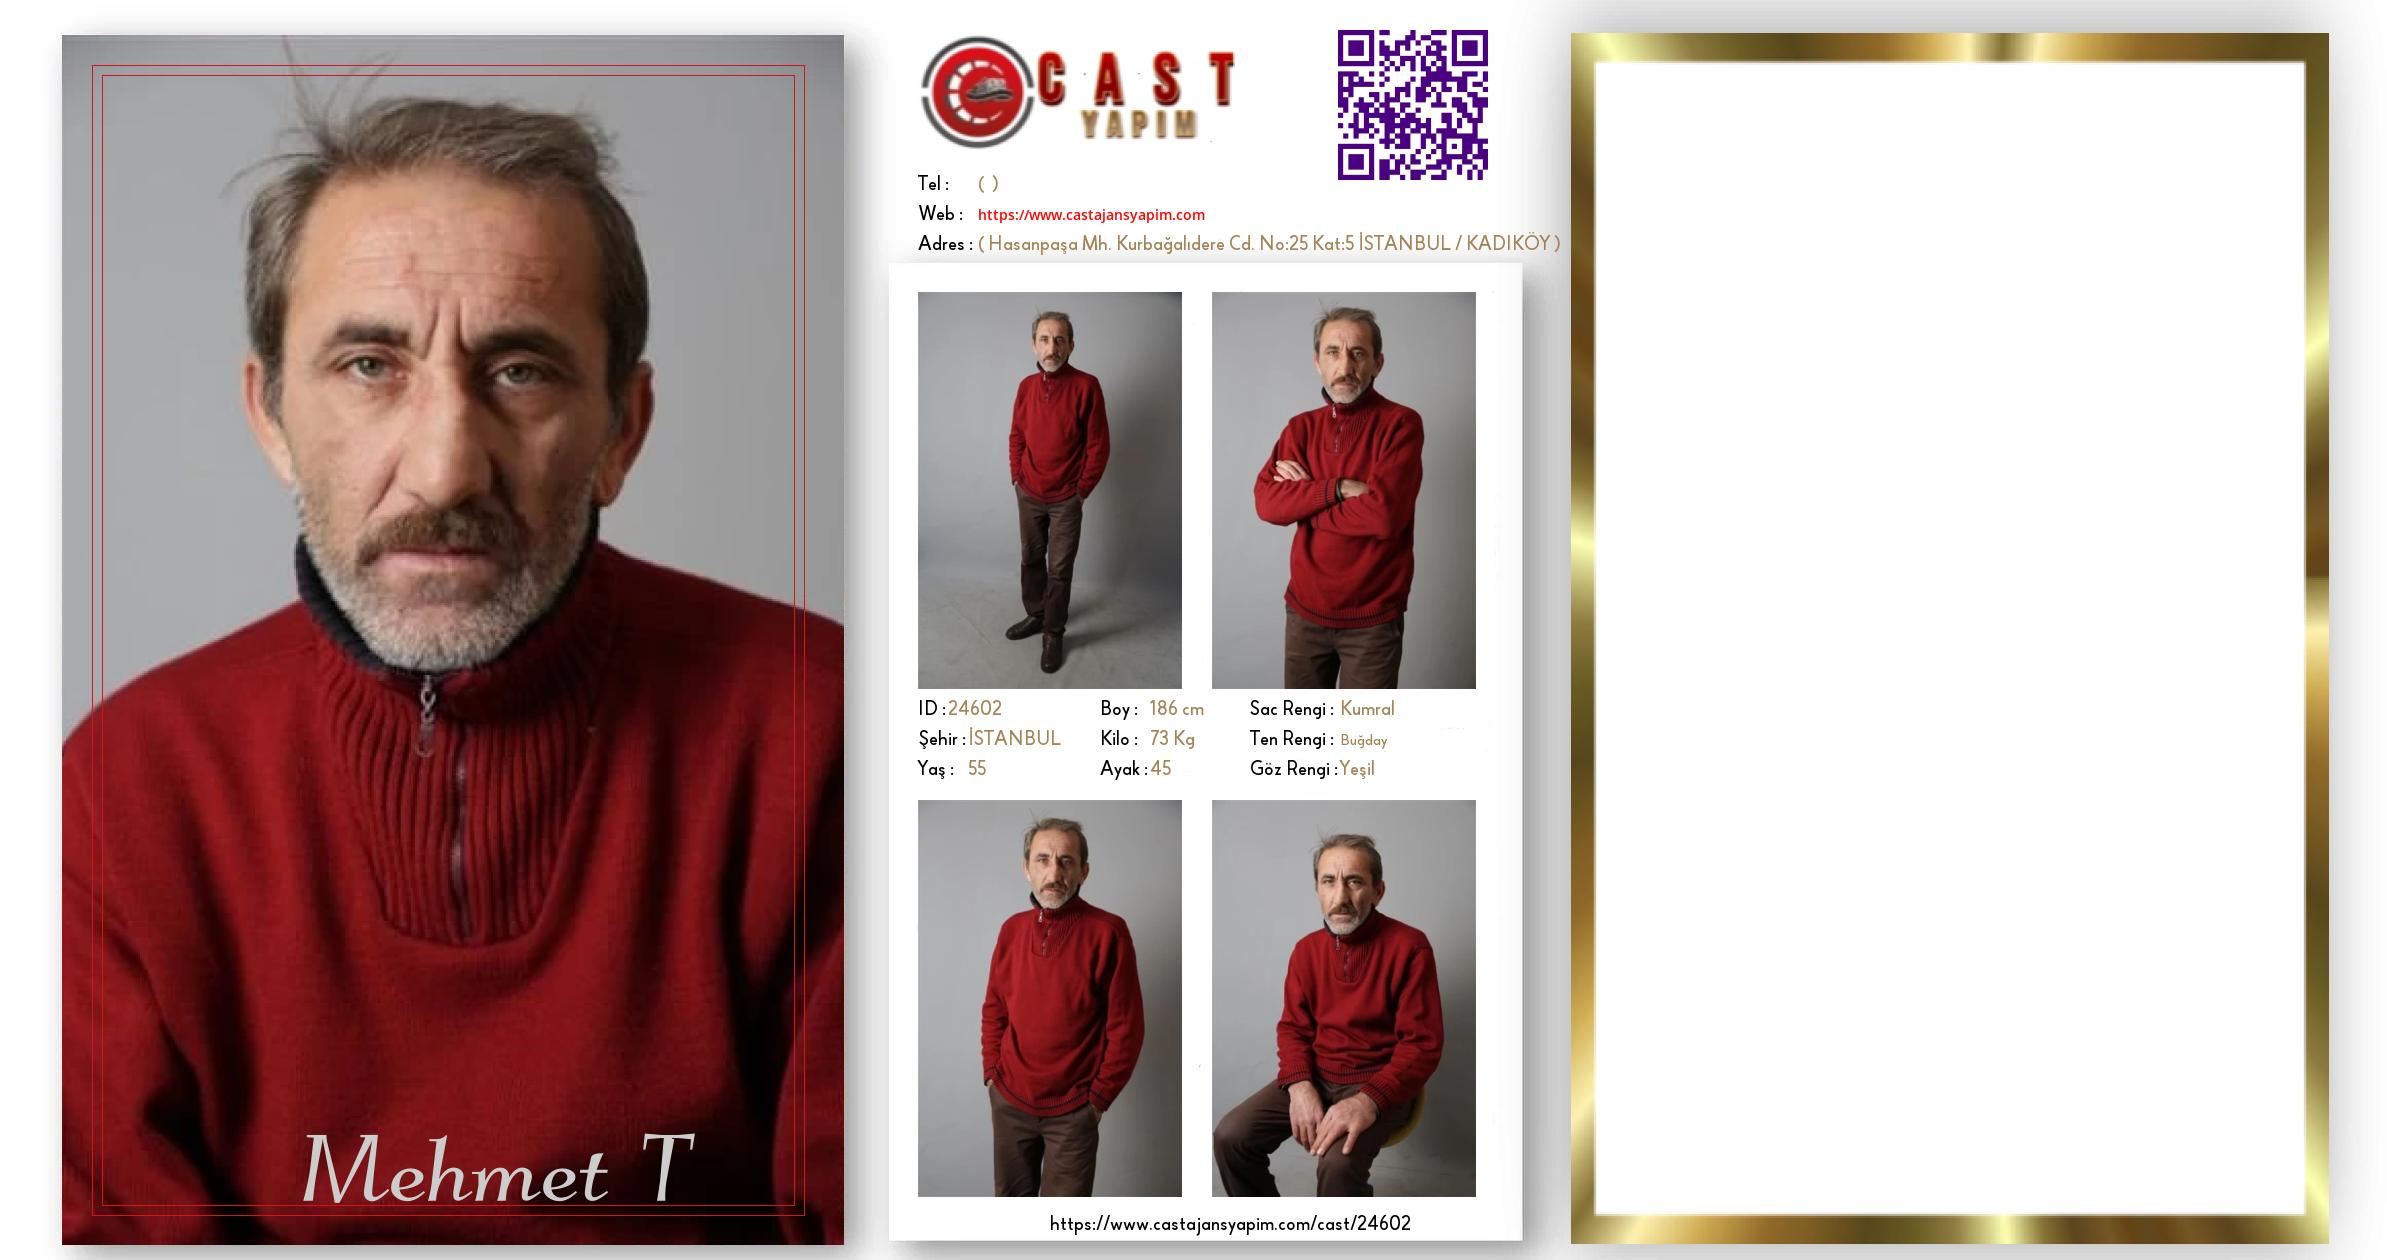 Mehmet T
CAST
YAPIM
Tel : ( )
Web : https://www.castajansyapim.com
Adres : ( Hasanpaşa Mh. Kurbağalıdere Cd. No:25 Kat:5 İSTANBUL / KADIKÖY )
ID : 24602 Boy : 186 cm Sac Rengi : Kumral
Şehir : İSTANBUL Kilo : 73 Kg Ten Rengi : Buğday
Yaş : 55 Ayak : 45 Göz Rengi : Yeşil
https://www.castajansyapim.com/cast/24602